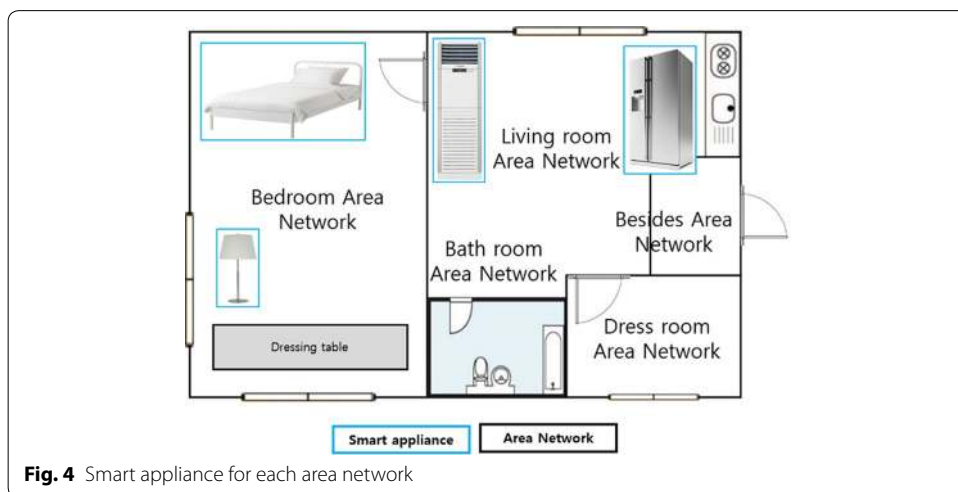 Living room
Area Network
Bedroom Area
Network
Besides Area
Network
Bath room
Area Network
Dress room
Area Network
Dressing table
Smart appliance
Area Network
Fig. 4 Smart appliance for each area network